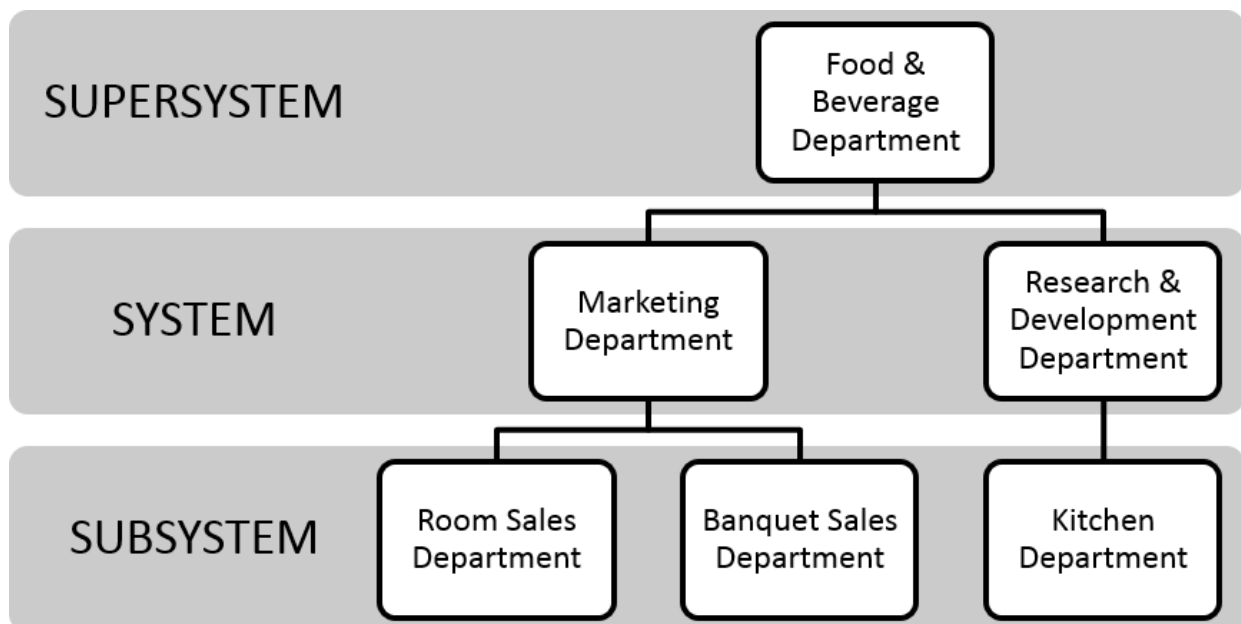 SUPERSYSTEM
Food &
Beverage
Department
SYSTEM
Marketing
Department
Research &
Development
Department
SUBSYSTEM
Room Sales
Department
Banquet Sales
Department
Kitchen
Department